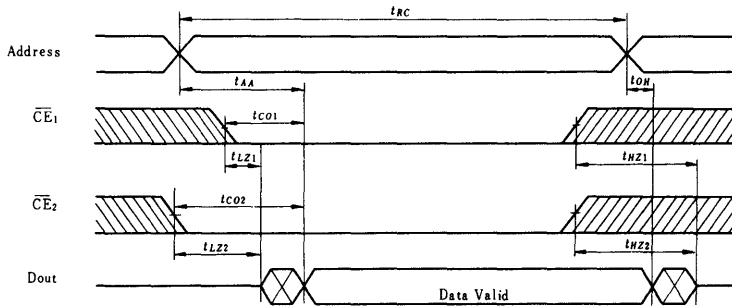 tRC
Address
tAA
tOH
CE1
tCO1
tLZ1
tHZ1
CE2
tCO2
tLZ2
tHZ2
Dout
Data Valid